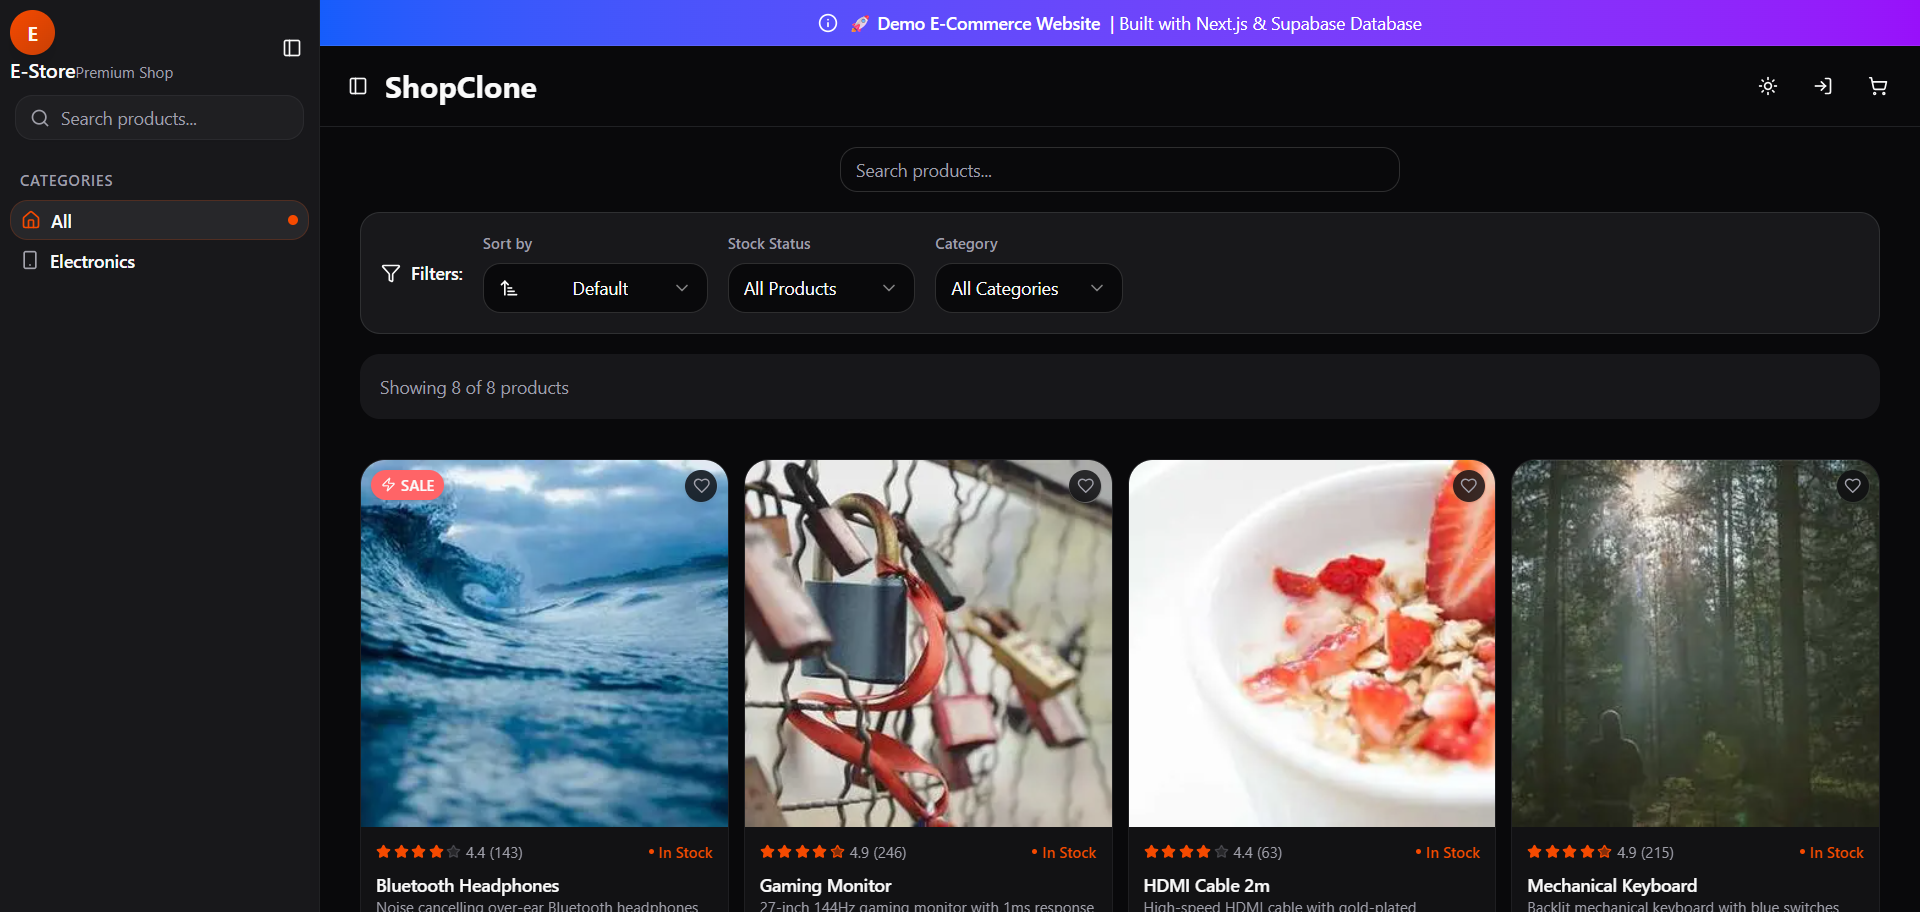 E
E-Store Premium Shop
Search products...
CATEGORIES
All
Electronics
🚀 Demo E-Commerce Website | Built with Next.js & Supabase Database
ShopClone
Search products...
Filters:
Sort by
Default
Stock Status
All Products
Category
All Categories
Showing 8 of 8 products
SALE
4.4 (143)
• In Stock
Bluetooth Headphones
Noise cancelling over-ear Bluetooth headphones
4.9 (246)
• In Stock
Gaming Monitor
27-inch 144Hz gaming monitor with 1ms response
4.4 (63)
• In Stock
HDMI Cable 2m
High-speed HDMI cable with gold-plated
4.9 (215)
• In Stock
Mechanical Keyboard
Backlit mechanical keyboard with blue switches